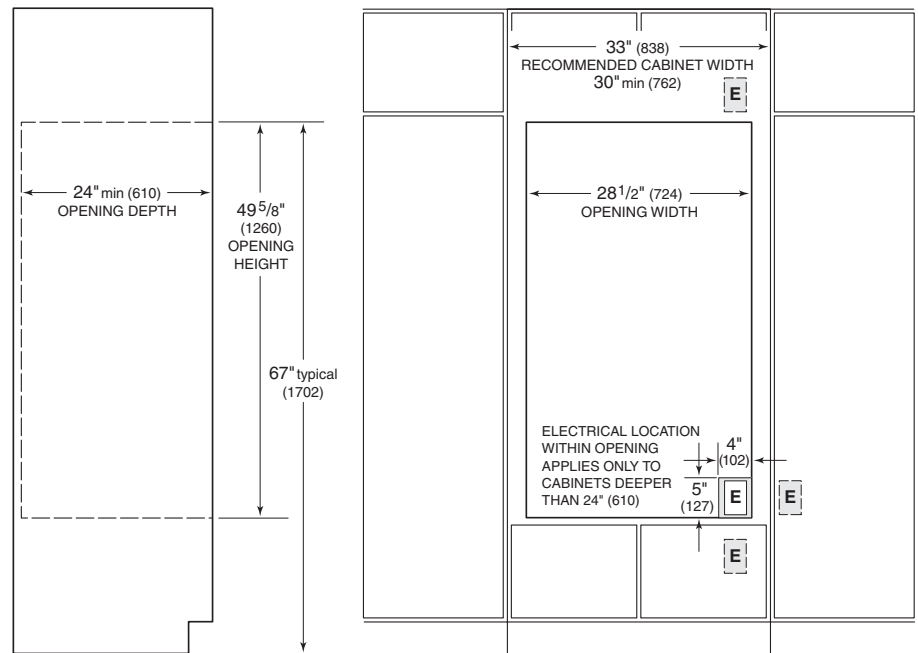 24" min (610)
OPENING DEPTH
49 5/8"
(1260)
OPENING
HEIGHT
67" typical
(1702)
33" (838)
RECOMMENDED CABINET WIDTH
30" min (762)
E
28 1/2" (724)
OPENING WIDTH
ELECTRICAL LOCATION
WITHIN OPENING
APPLIES ONLY TO
CABINETS DEEPER
THAN 24" (610)
4"
(102)
5"
(127)
E
E
E